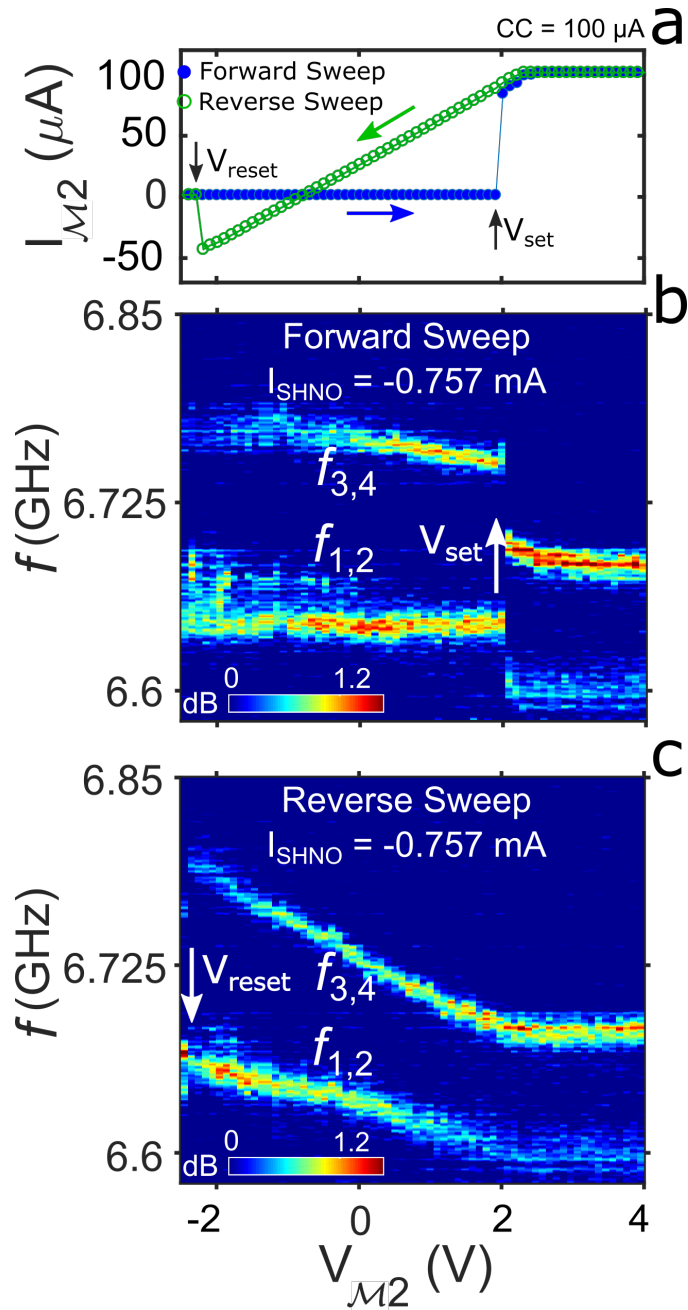 CC = 100 μA a
100
50
0
-50
I𝓜2 (μA)
Forward Sweep
Reverse Sweep
Vreset
Vset
b
6.85
6.725
6.6
f (GHz)
Forward Sweep
ISHNO = -0.757 mA
f3,4
f1,2
Vset
0 1.2
dB
c
6.85
6.725
6.6
f (GHz)
Reverse Sweep
ISHNO = -0.757 mA
Vreset
f3,4
f1,2
0 1.2
dB
-2 0 2 4
V𝓜2 (V)